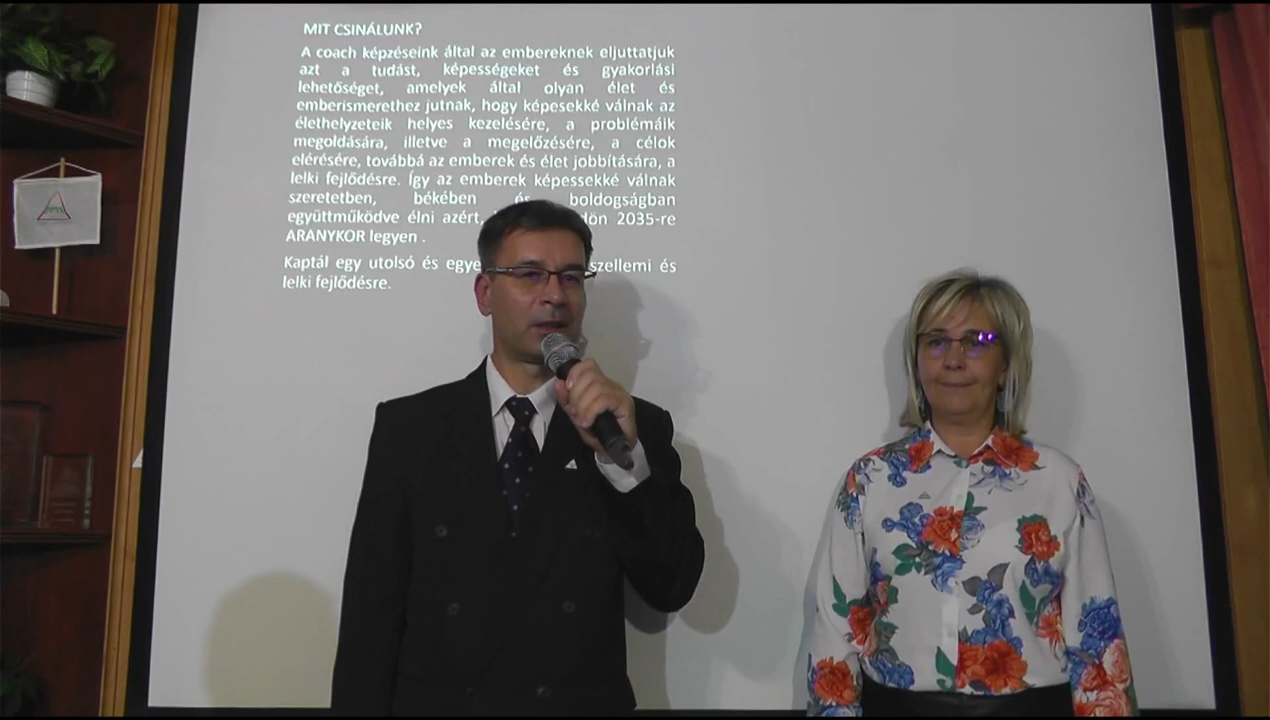 MIT CSINÁLUNK?
A coach képzéseink által az embereknek eljuttatjuk
azt a tudást, képességeket és gyakorlási
lehetőséget, amelyek által olyan élet és
emberismerethez jutnak, hogy képesekké válnak az
élethelyzeteik helyes kezelésére, a problémáik
megoldására, illetve a megelőzésére, a célok
elérésére, továbbá az emberek és élet jobbítására, a
lelki fejlődésre. Így az emberek képessekké válnak
szeretetben, békében és boldogságban
együttműködve élni azért, 2035-re
ARANYKOR legyen .
Kaptál egy utolsó és szellemi és
lelki fejlődésre.